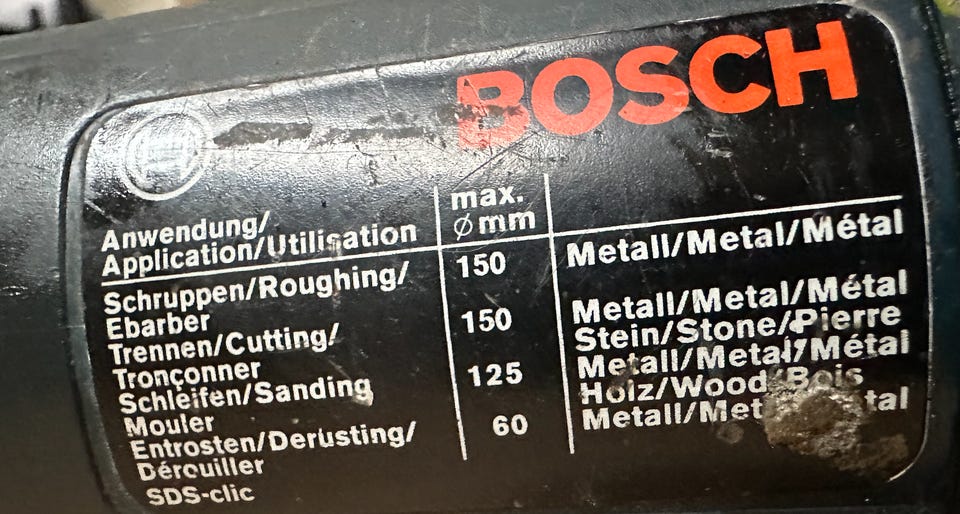 BOSCH
Anwendung/
Application/Utilisation
max.
⌀ mm
Schruppen/Roughing/
Ebarber
150
Metall/Metal/Métal
Trennen/Cutting/
Tronçonner
150
Metall/Metal/Métal
Stein/Stone/Pierre
Schleifen/Sanding
Mouler
125
Metall/Metal/Métal
Holz/Wood/Bois
Entrosten/Derusting/
Dérouiller
60
Metall/Metal/Métal
SDS-clic